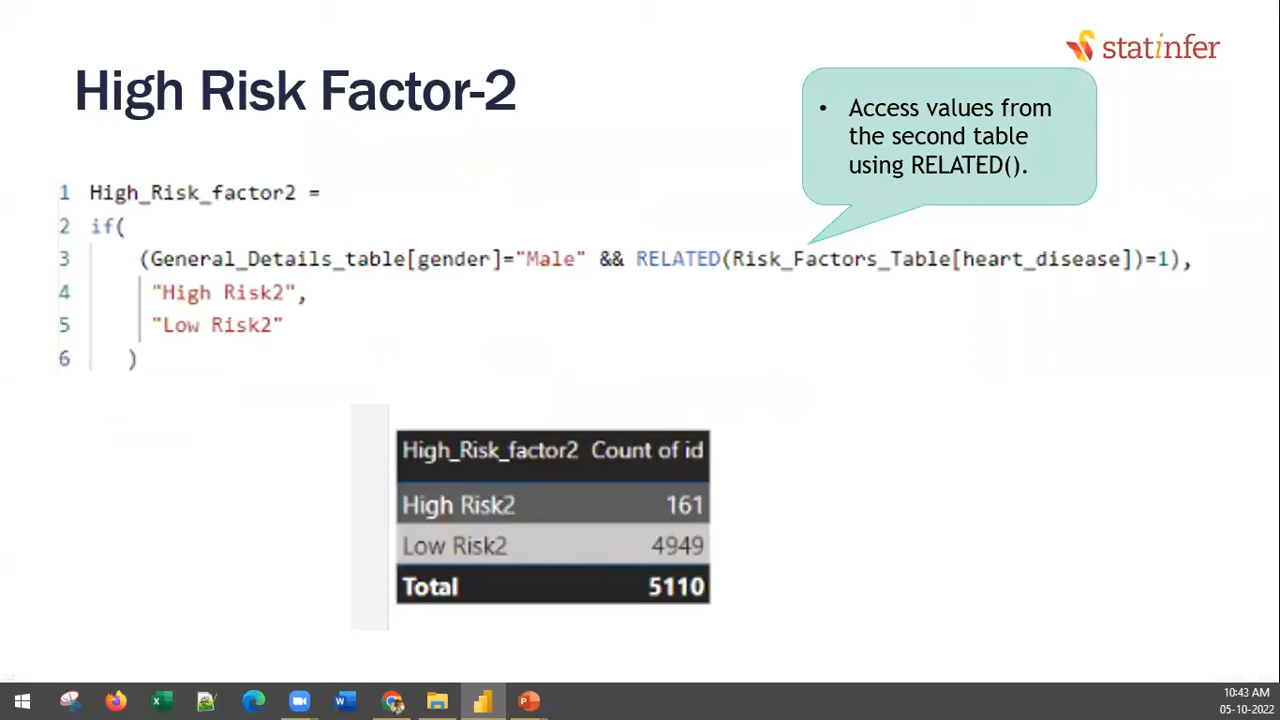 statinfer
High Risk Factor-2
• Access values from
the second table
using RELATED().
1 High_Risk_factor2 =
2 if(
3 (General_Details_table[gender]="Male" && RELATED(Risk_Factors_Table[heart_disease])=1),
4 "High Risk2",
5 "Low Risk2"
6 )
High_Risk_factor2 Count of id
High Risk2 161
Low Risk2 4949
Total 5110
10:43 AM
05-10-2022